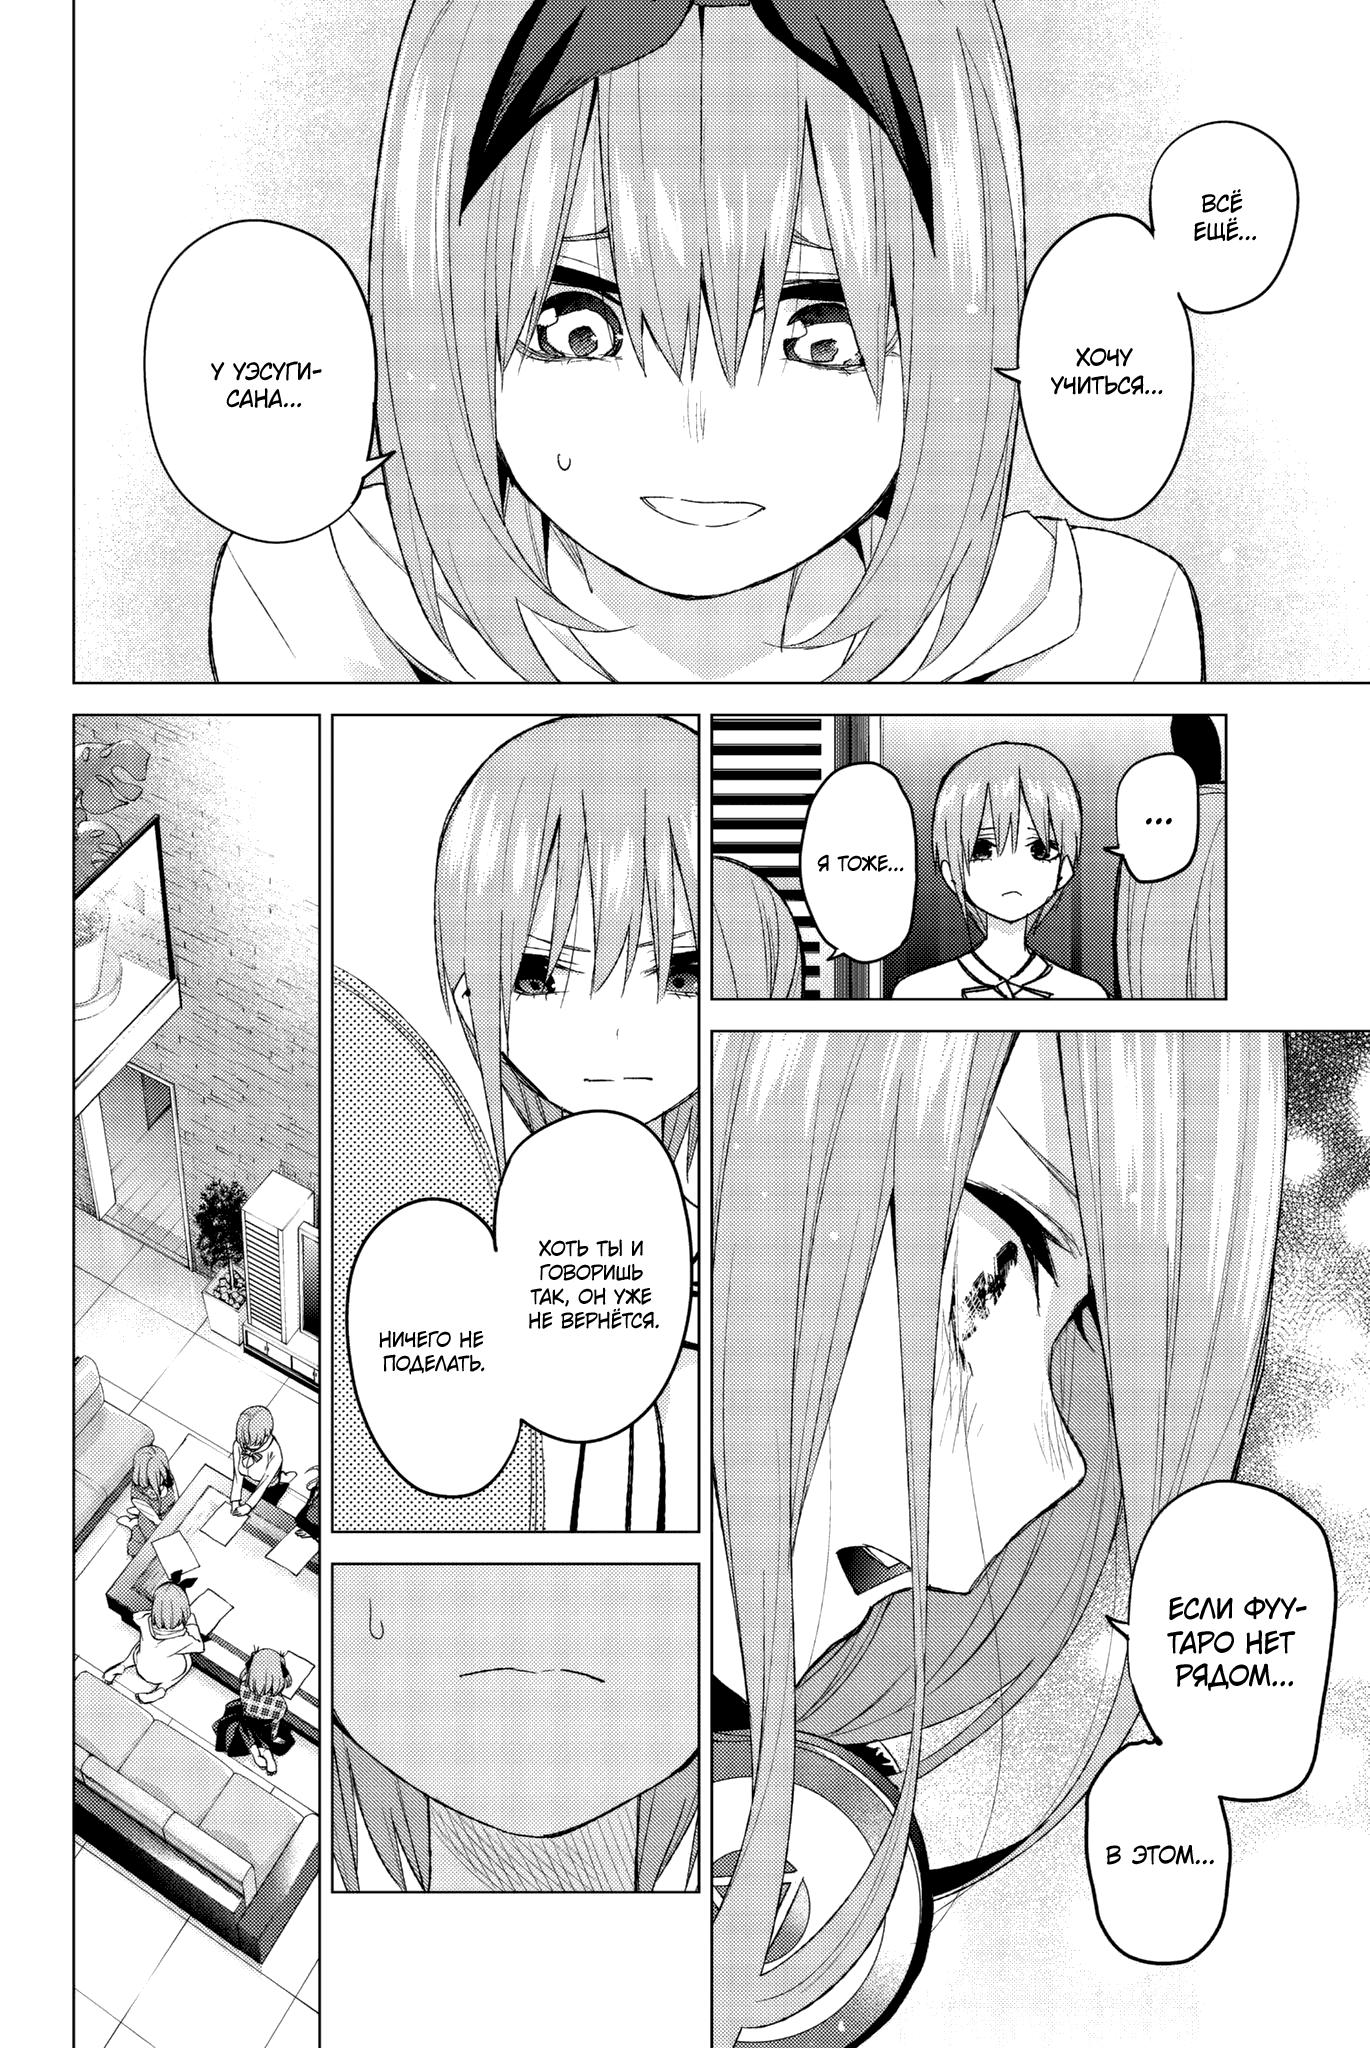 ВСЁ
ЕЩЁ...
ХОЧУ
УЧИТЬСЯ...
У УЭСУГИ-
САНА...
...
Я ТОЖЕ...
ЕСЛИ ФУУ-
ТАРО НЕТ
РЯДОМ...
В ЭТОМ...
ХОТЬ ТЫ И
ГОВОРИШЬ
ТАК, ОН УЖЕ
НЕ ВЕРНЁТСЯ.
НИЧЕГО НЕ
ПОДЕЛАТЬ.